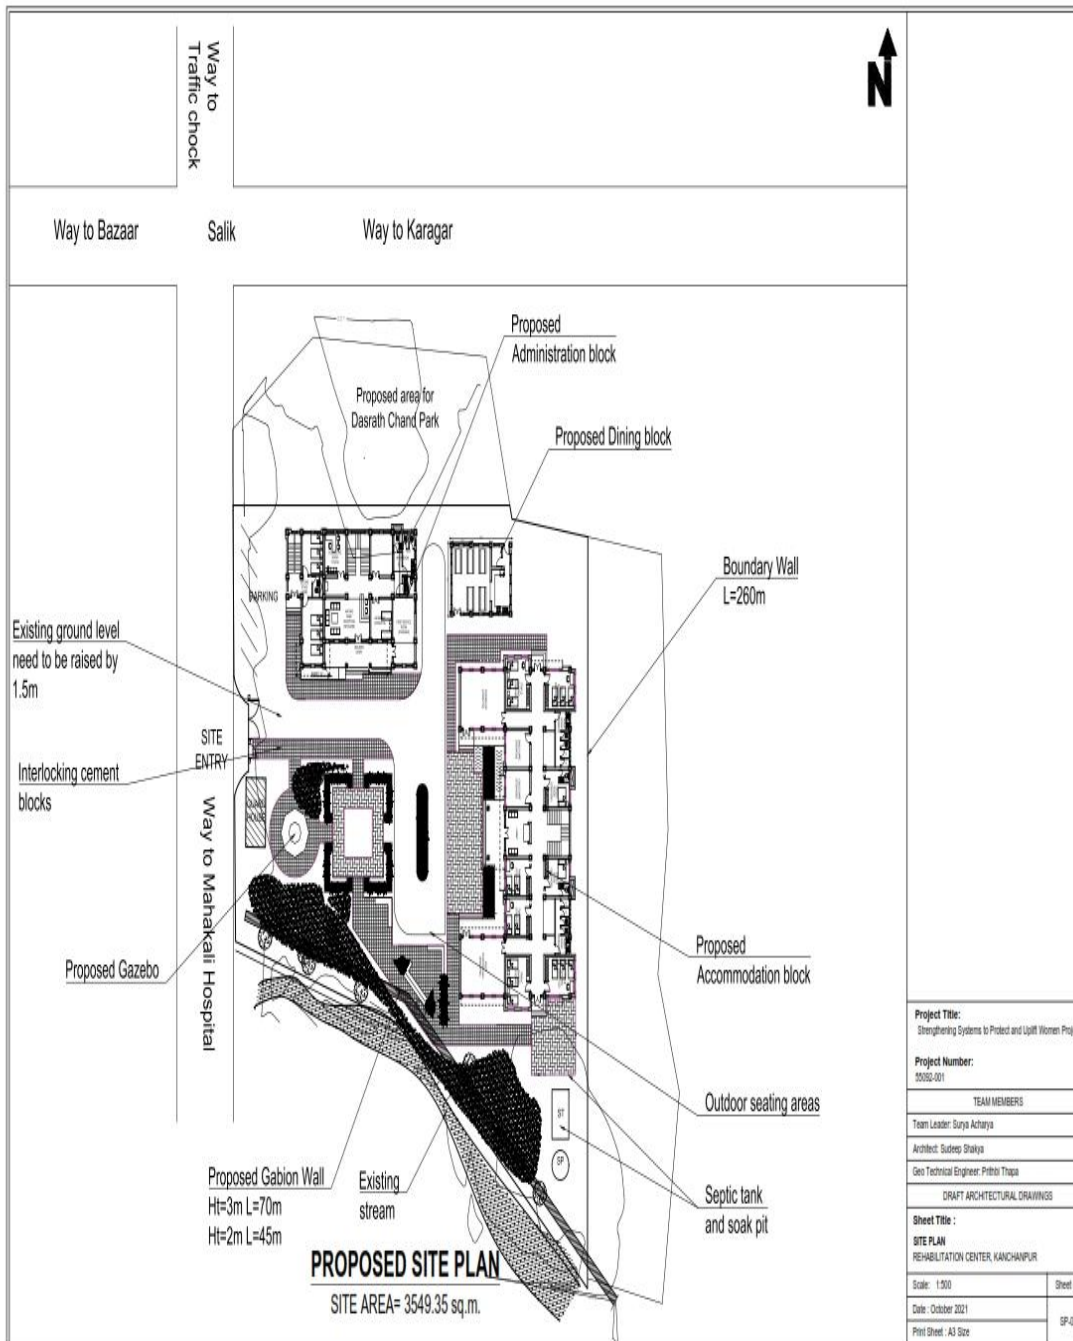 Way to
Traffic chock
N
Way to Bazaar
Salik
Way to Karagar
Proposed
Administration block
Proposed area for
Dasrath Chand Park
Proposed Dining block
Boundary Wall
L=260m
PARKING
Existing ground level
need to be raised by
1.5m
SITE
ENTRY
Interlocking cement
blocks
Way to Mahakali Hospital
Proposed Gazebo
Proposed
Accommodation block
Outdoor seating areas
ST
SP
Septic tank
and soak pit
Proposed Gabion Wall
Ht=3m L=70m
Ht=2m L=45m
Existing
stream
PROPOSED SITE PLAN
SITE AREA= 3549.35 sq.m.
Project Title:
Strengthening Systems to Protect and Uplift Women Proj
Project Number:
55092-001
TEAM MEMBERS
Team Leader: Surya Acharya
Architect: Sudeep Shakya
Geo Technical Engineer: Prithbi Thapa
DRAFT ARCHITECTURAL DRAWINGS
Sheet Title :
SITE PLAN
REHABILITATION CENTER, KANCHANPUR
Scale: 1:500
Sheet
Date : October 2021
SP-0
Print Sheet : A3 Size